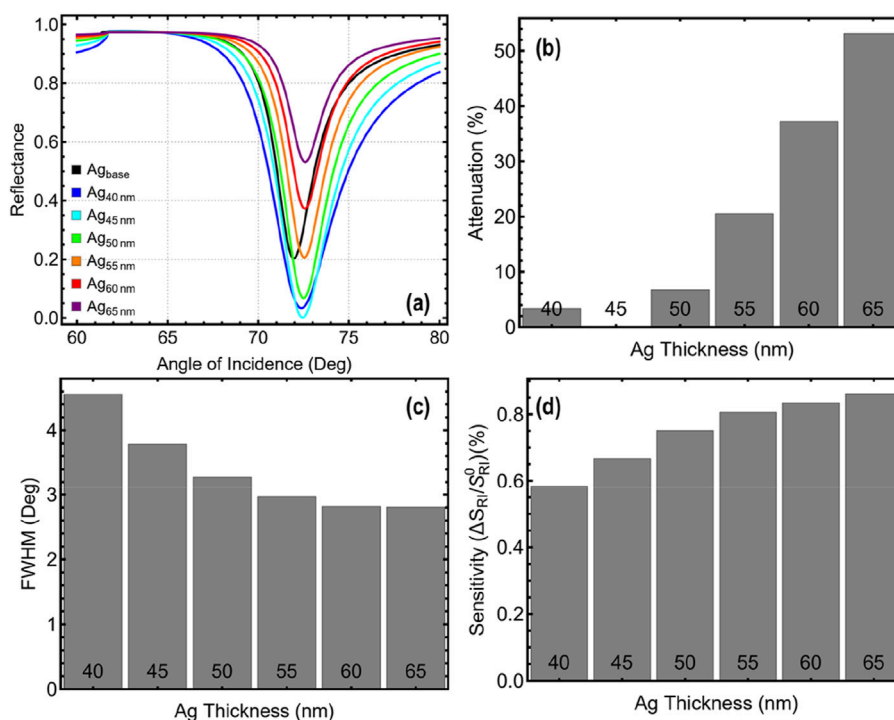 1.0
0.8
0.6
0.4
0.2
0.0
Reflectance
Ag_base
Ag_40 nm
Ag_45 nm
Ag_50 nm
Ag_55 nm
Ag_60 nm
Ag_65 nm
(a)
60 65 70 75 80
Angle of Incidence (Deg)
(b)
50
40
30
20
10
0
Attenuation (%)
40 45 50 55 60 65
Ag Thickness (nm)
(c)
4
3
2
1
0
FWHM (Deg)
40 45 50 55 60 65
Ag Thickness (nm)
(d)
0.8
0.6
0.4
0.2
0.0
Sensitivity (ΔS_RI/S⁰_RI)(%)
40 45 50 55 60 65
Ag Thickness (nm)